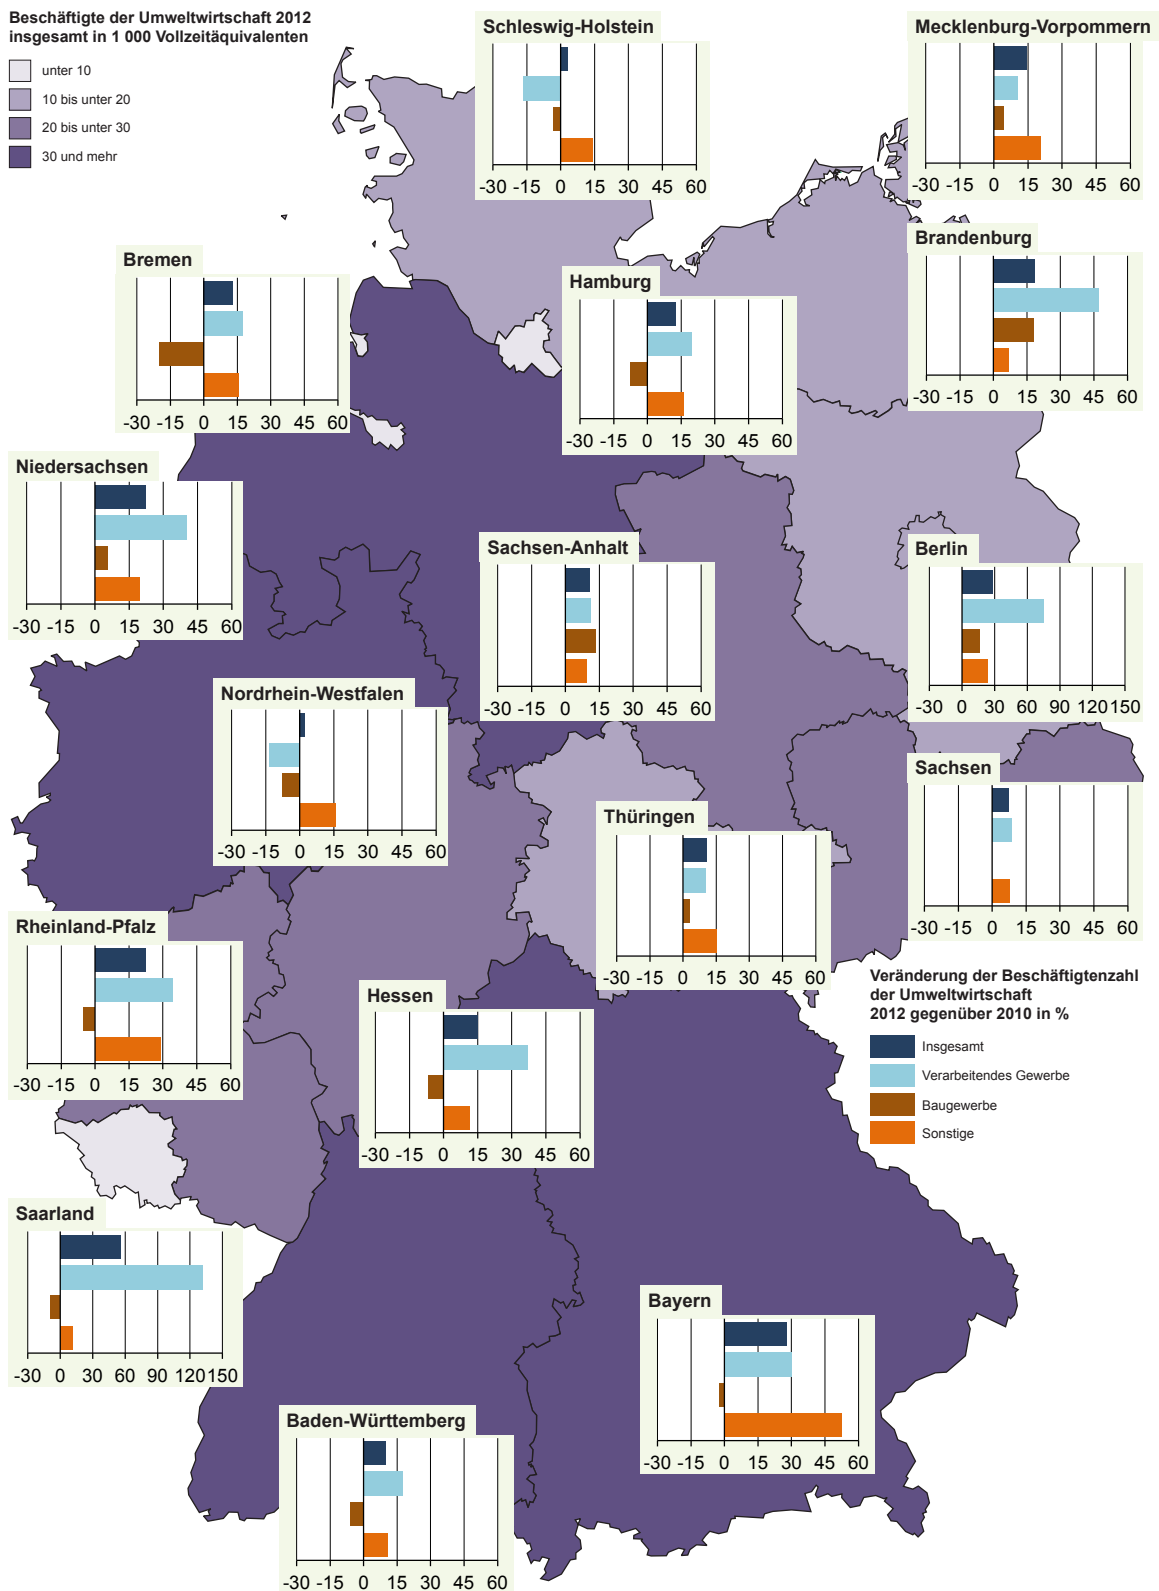 Beschäftigte der Umweltwirtschaft 2012
insgesamt in 1 000 Vollzeitäquivalenten
unter 10
10 bis unter 20
20 bis unter 30
30 und mehr
Schleswig-Holstein
-30 -15 0 15 30 45 60
Mecklenburg-Vorpommern
-30 -15 0 15 30 45 60
Bremen
-30 -15 0 15 30 45 60
Hamburg
-30 -15 0 15 30 45 60
Brandenburg
-30 -15 0 15 30 45 60
Niedersachsen
-30 -15 0 15 30 45 60
Sachsen-Anhalt
-30 -15 0 15 30 45 60
Berlin
-30 0 30 60 90 120 150
Nordrhein-Westfalen
-30 -15 0 15 30 45 60
Thüringen
-30 -15 0 15 30 45 60
Sachsen
-30 -15 0 15 30 45 60
Rheinland-Pfalz
-30 -15 0 15 30 45 60
Hessen
-30 -15 0 15 30 45 60
Veränderung der Beschäftigtenzahl
der Umweltwirtschaft
2012 gegenüber 2010 in %
Insgesamt
Verarbeitendes Gewerbe
Baugewerbe
Sonstige
Saarland
-30 0 30 60 90 120 150
Bayern
-30 -15 0 15 30 45 60
Baden-Württemberg
-30 -15 0 15 30 45 60